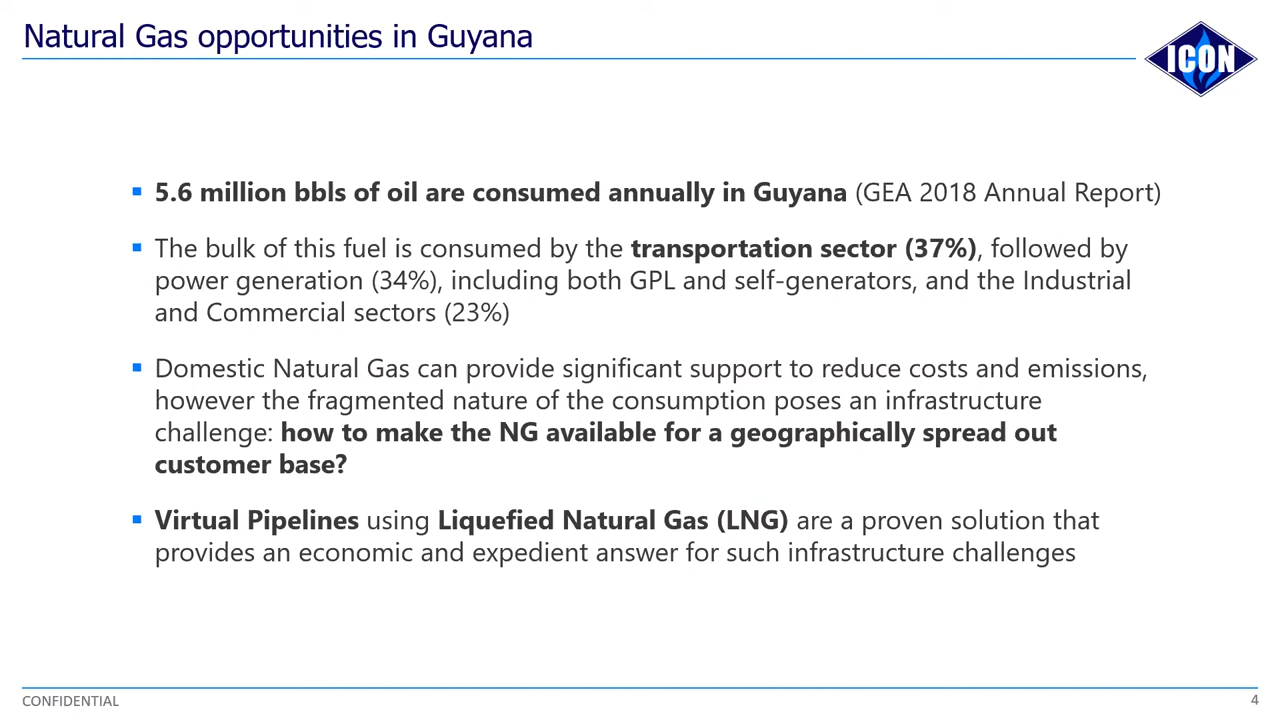 Natural Gas opportunities in Guyana
ICON
5.6 million bbls of oil are consumed annually in Guyana (GEA 2018 Annual Report)
The bulk of this fuel is consumed by the transportation sector (37%), followed by
power generation (34%), including both GPL and self-generators, and the Industrial
and Commercial sectors (23%)
Domestic Natural Gas can provide significant support to reduce costs and emissions,
however the fragmented nature of the consumption poses an infrastructure
challenge: how to make the NG available for a geographically spread out
customer base?
Virtual Pipelines using Liquefied Natural Gas (LNG) are a proven solution that
provides an economic and expedient answer for such infrastructure challenges
CONFIDENTIAL
4